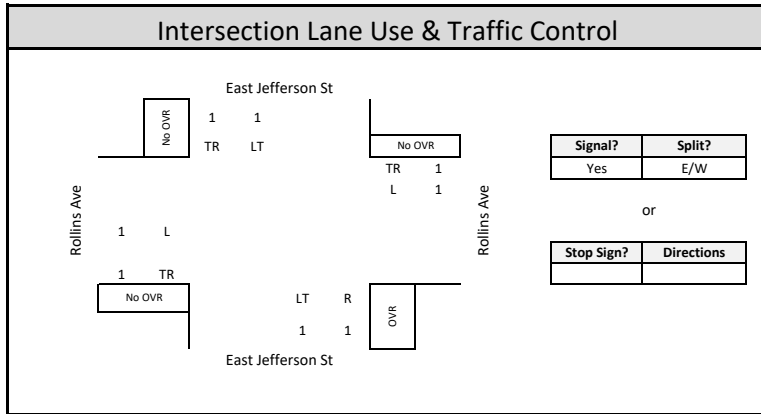 Intersection Lane Use & Traffic Control
East Jefferson St
No OVR
1 1
TR LT
No OVR
TR 1
L 1
Rollins Ave
Rollins Ave
1 L
1 TR
No OVR
LT R
1 1
OVR
East Jefferson St
Signal? Split?
Yes E/W
or
Stop Sign? Directions